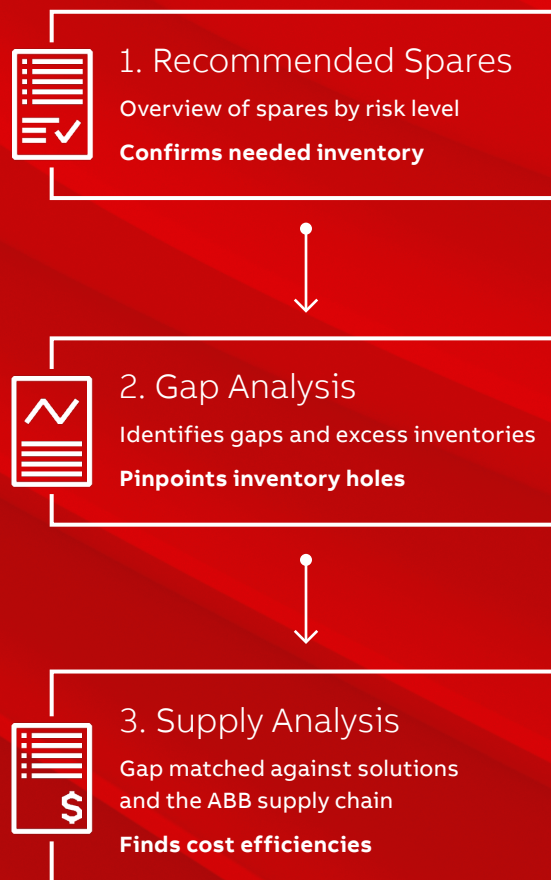 1. Recommended Spares
Overview of spares by risk level
Confirms needed inventory
2. Gap Analysis
Identifies gaps and excess inventories
Pinpoints inventory holes
$
3. Supply Analysis
Gap matched against solutions
and the ABB supply chain
Finds cost efficiencies